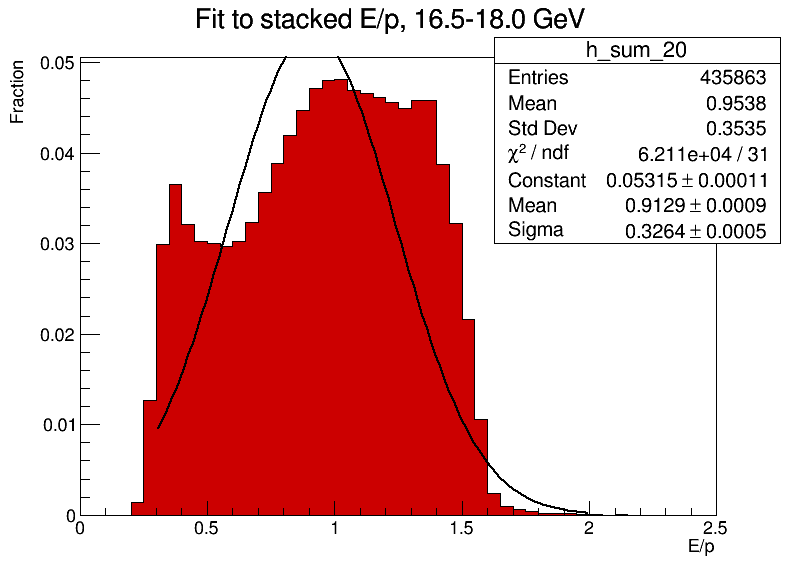 Fit to stacked E/p, 16.5-18.0 GeV
h_sum_20
Entries 435863
Mean 0.9538
Std Dev 0.3535
χ² / ndf 6.211e+04 / 31
Constant 0.05315 ± 0.00011
Mean 0.9129 ± 0.0009
Sigma 0.3264 ± 0.0005
Fraction
0.05
0.04
0.03
0.02
0.01
0
0 0.5 1 1.5 2 2.5
E/p